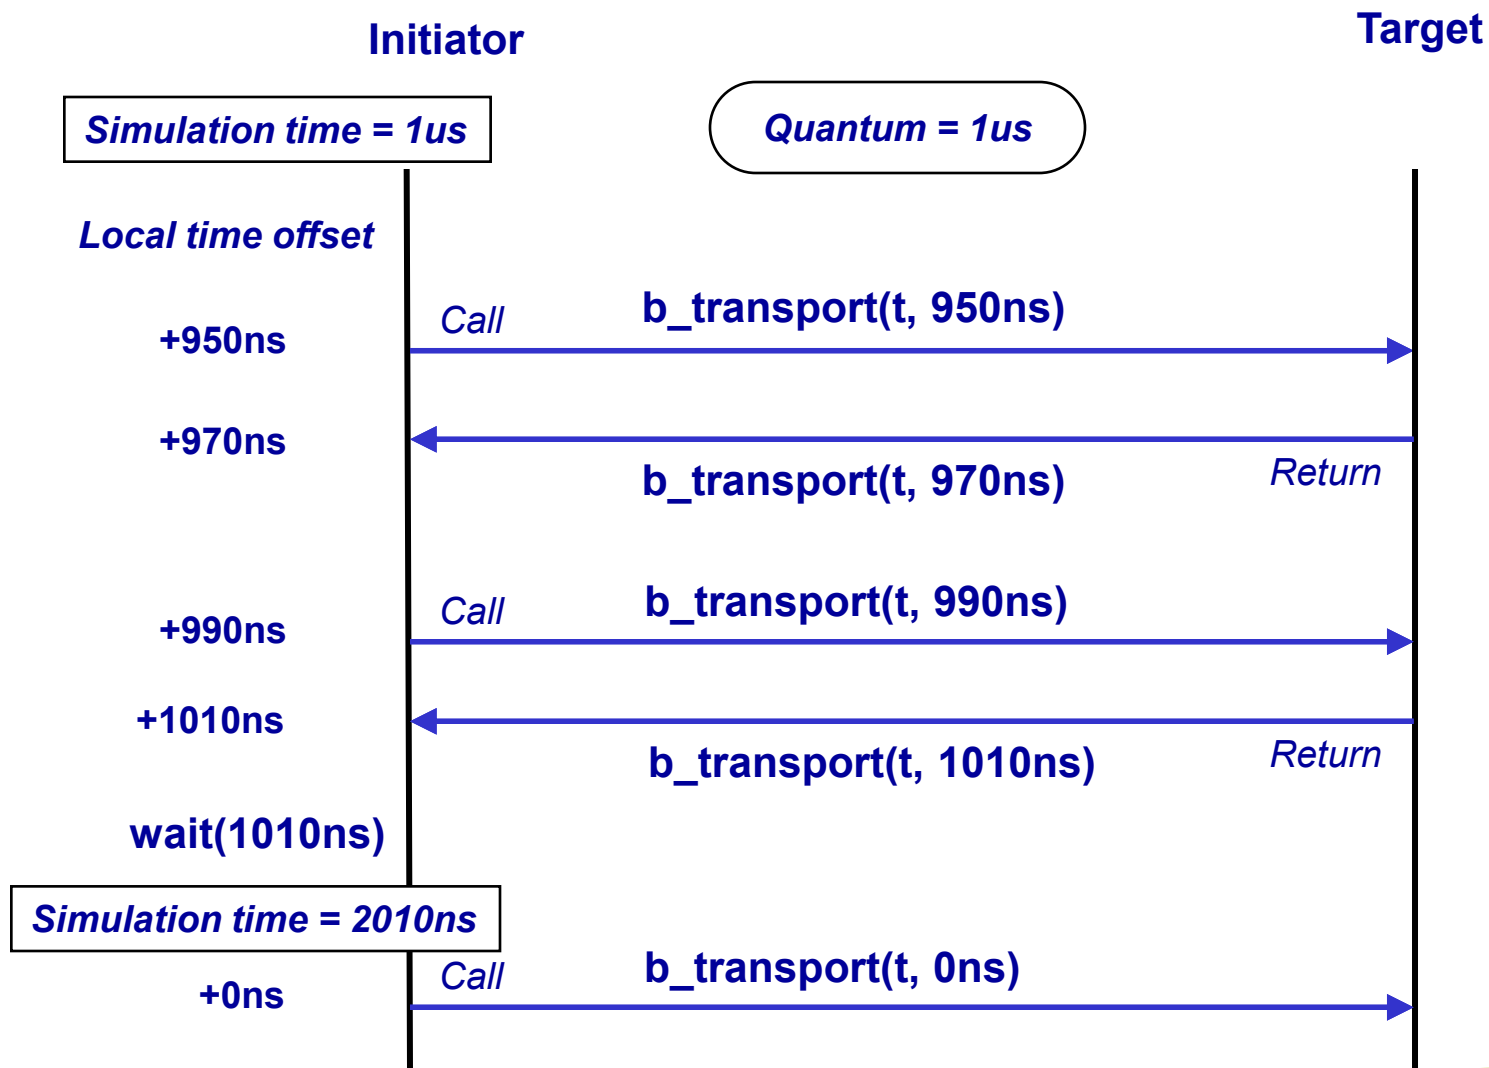 Initiator
Target
Simulation time = 1us
Quantum = 1us
Local time offset
+950ns
Call
b_transport(t, 950ns)
+970ns
b_transport(t, 970ns)
Return
+990ns
Call
b_transport(t, 990ns)
+1010ns
b_transport(t, 1010ns)
Return
wait(1010ns)
Simulation time = 2010ns
+0ns
Call
b_transport(t, 0ns)